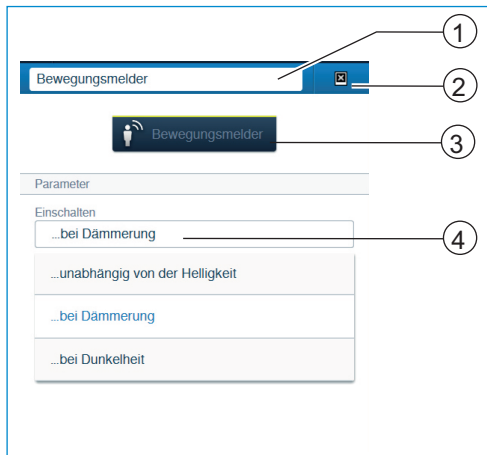 1
Bewegungsmelder
2
Bewegungsmelder
3
Parameter
Einschalten
...bei Dämmerung
4
...unabhängig von der Helligkeit
...bei Dämmerung
...bei Dunkelheit